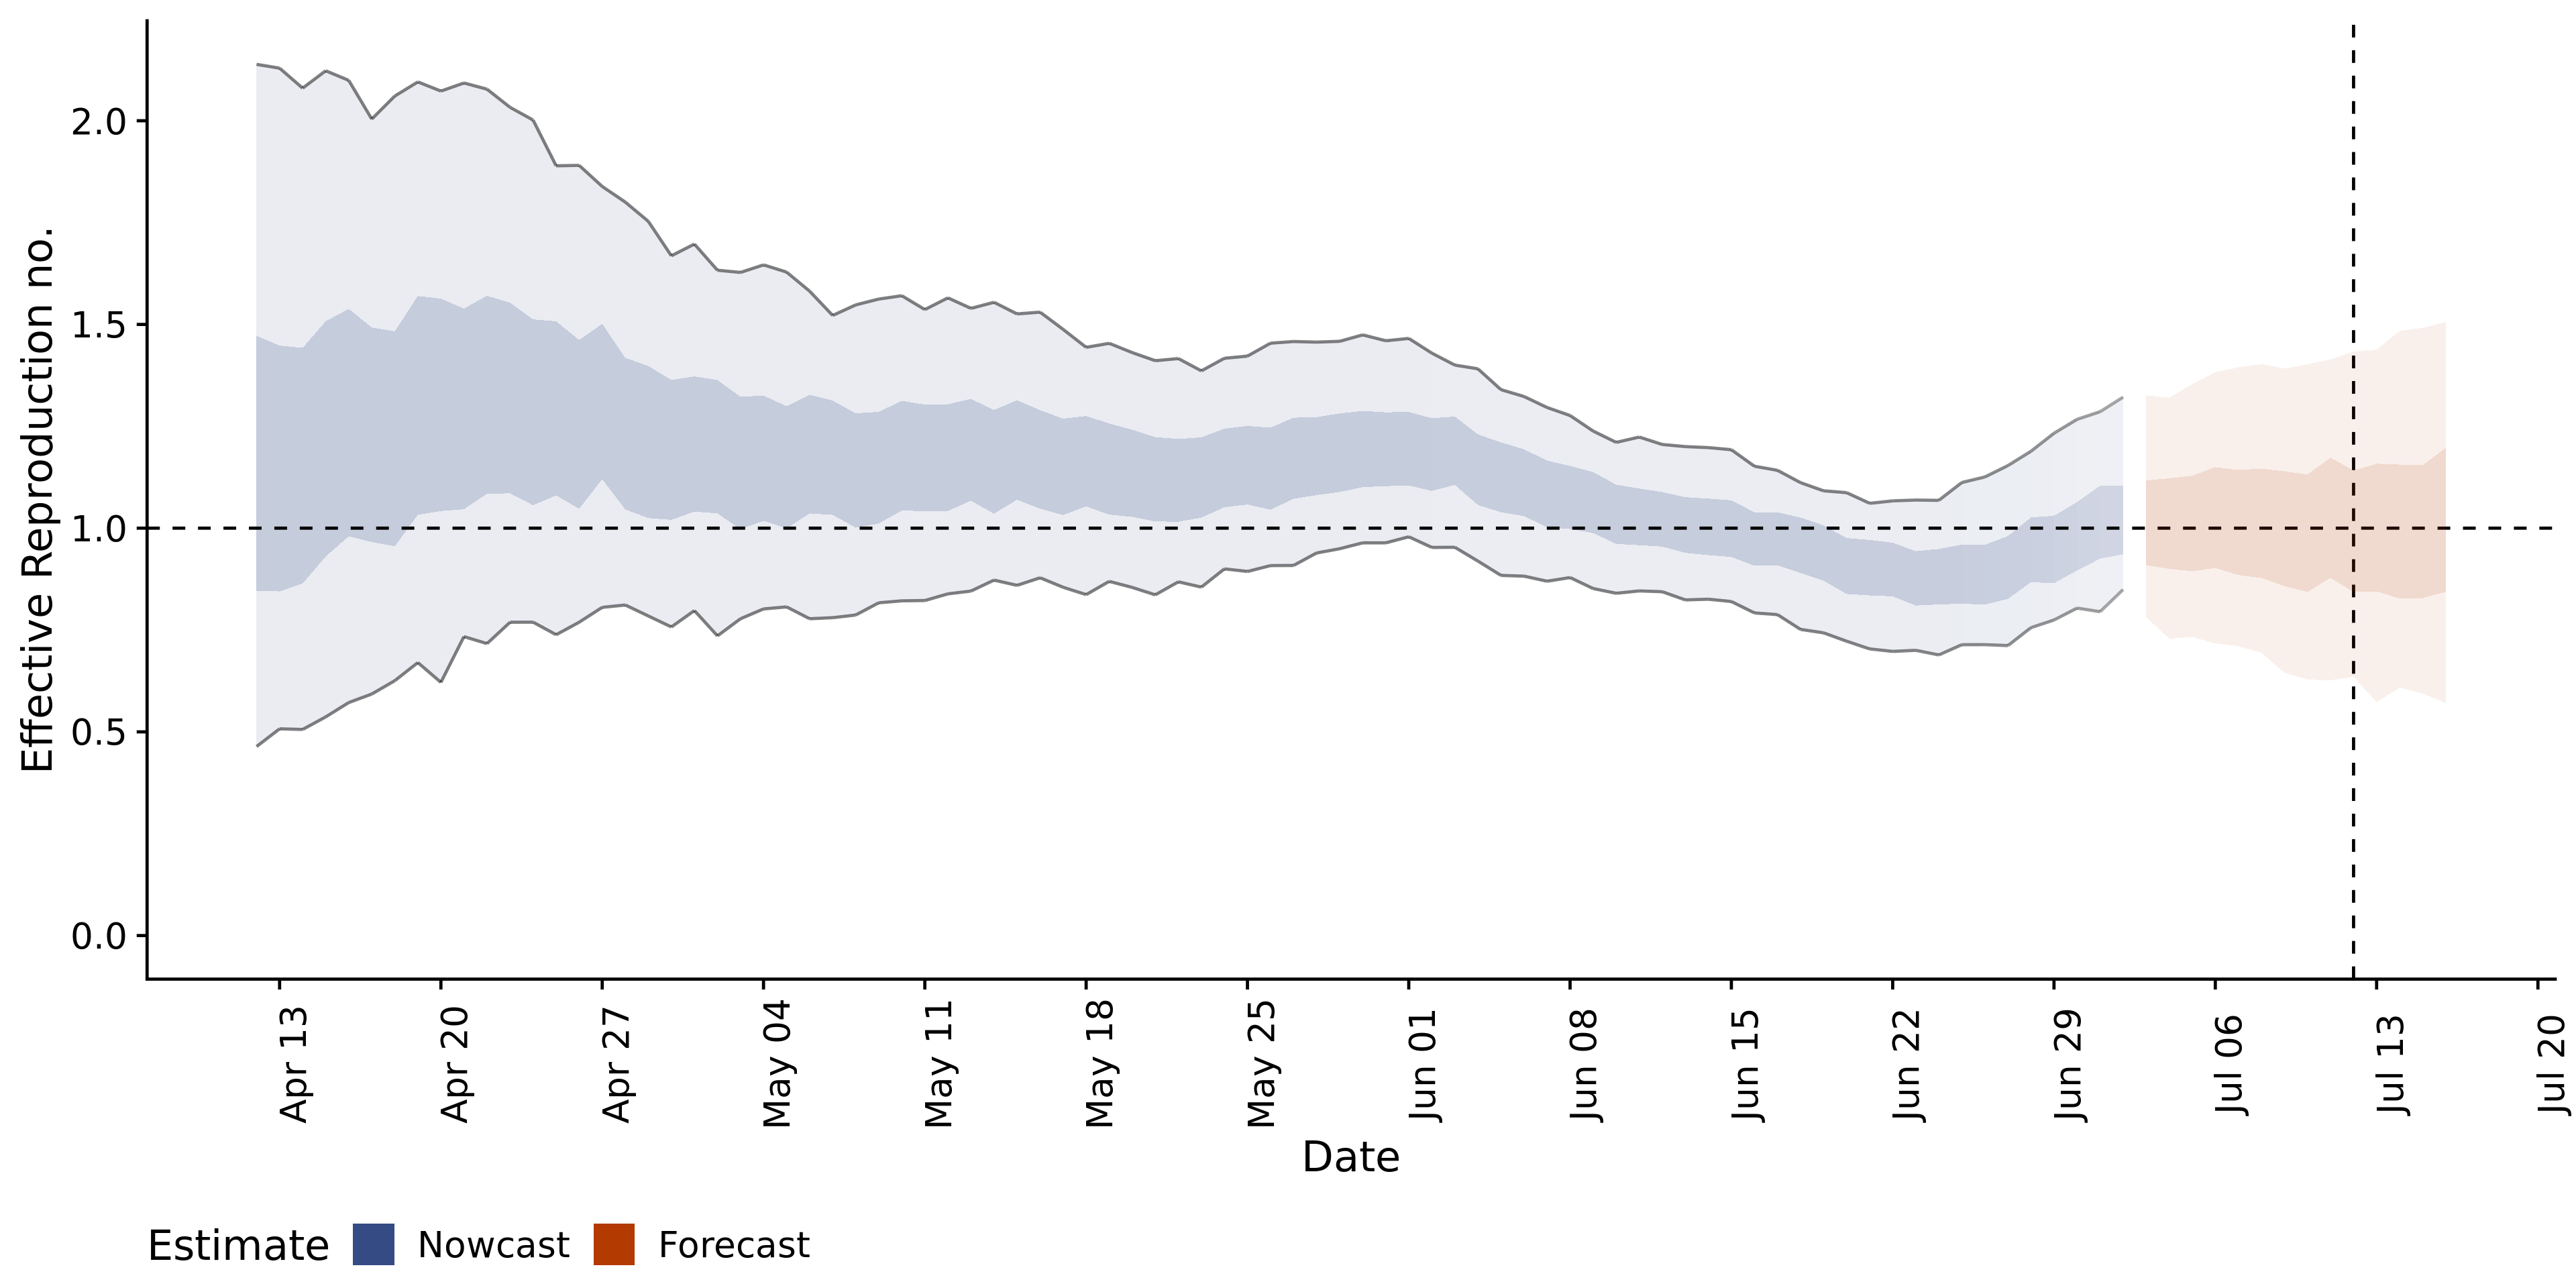 Effective Reproduction no.
2.0
1.5
1.0
0.5
0.0
Apr 13
Apr 20
Apr 27
May 04
May 11
May 18
May 25
Jun 01
Jun 08
Jun 15
Jun 22
Jun 29
Jul 06
Jul 13
Jul 20
Date
Estimate Nowcast Forecast